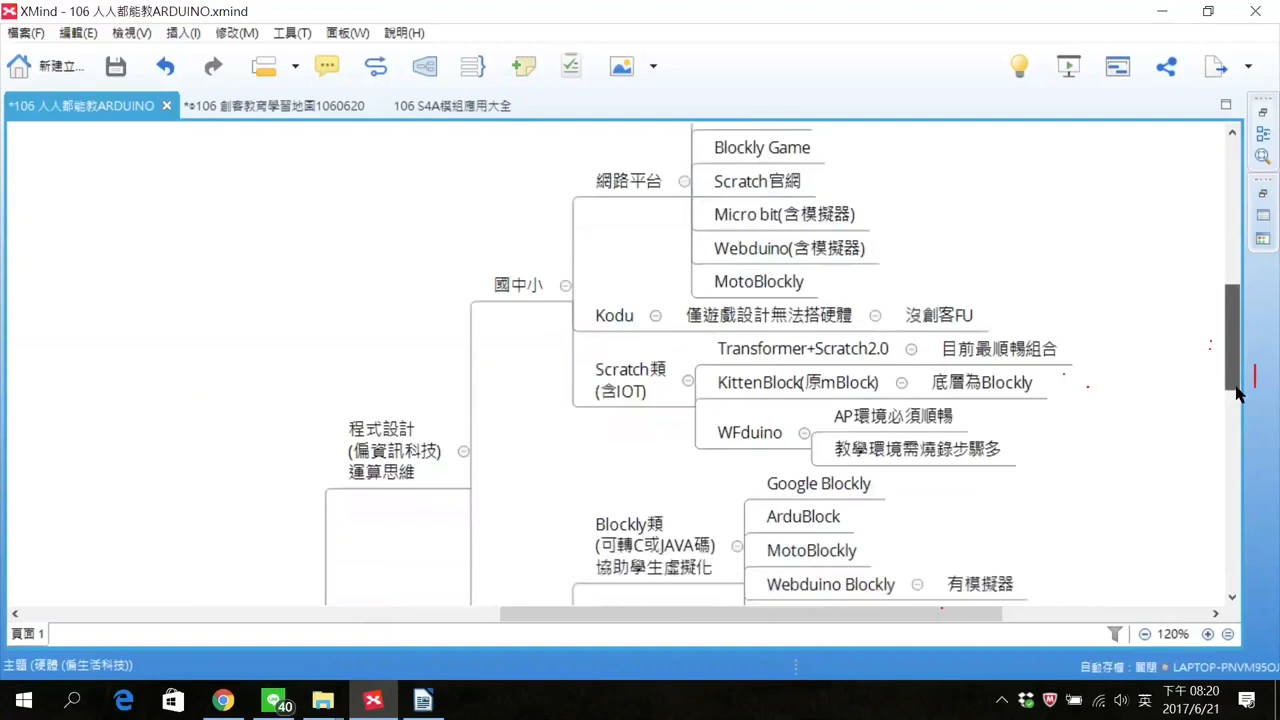 XMind - 106 人人都能教ARDUINO.xmind
檔案(F) 編輯(E) 檢視(V) 插入(I) 修改(M) 工具(T) 面板(W) 說明(H)
新建立...
*106 人人都能教ARDUINO
*106 創客教育學習地圖1060620
106 S4A模組應用大全
Blockly Game
網路平台
Scratch官網
Micro bit(含模擬器)
Webduino(含模擬器)
MotoBlockly
國中小
Kodu
僅遊戲設計無法搭硬體
沒創客FU
Scratch類
(含IOT)
Transformer+Scratch2.0
目前最順暢組合
KittenBlock(原mBlock)
底層為Blockly
WFduino
AP環境必須順暢
教學環境需燒錄步驟多
程式設計
(偏資訊科技)
運算思維
Blockly類
(可轉C或JAVA碼)
協助學生虛擬化
Google Blockly
ArduBlock
MotoBlockly
Webduino Blockly
有模擬器
頁面 1
120%
主題 (硬體 (偏生活科技))
自動存檔：關閉
LAPTOP-PNVM95OJ
40
英
下午 08:20
2017/6/21